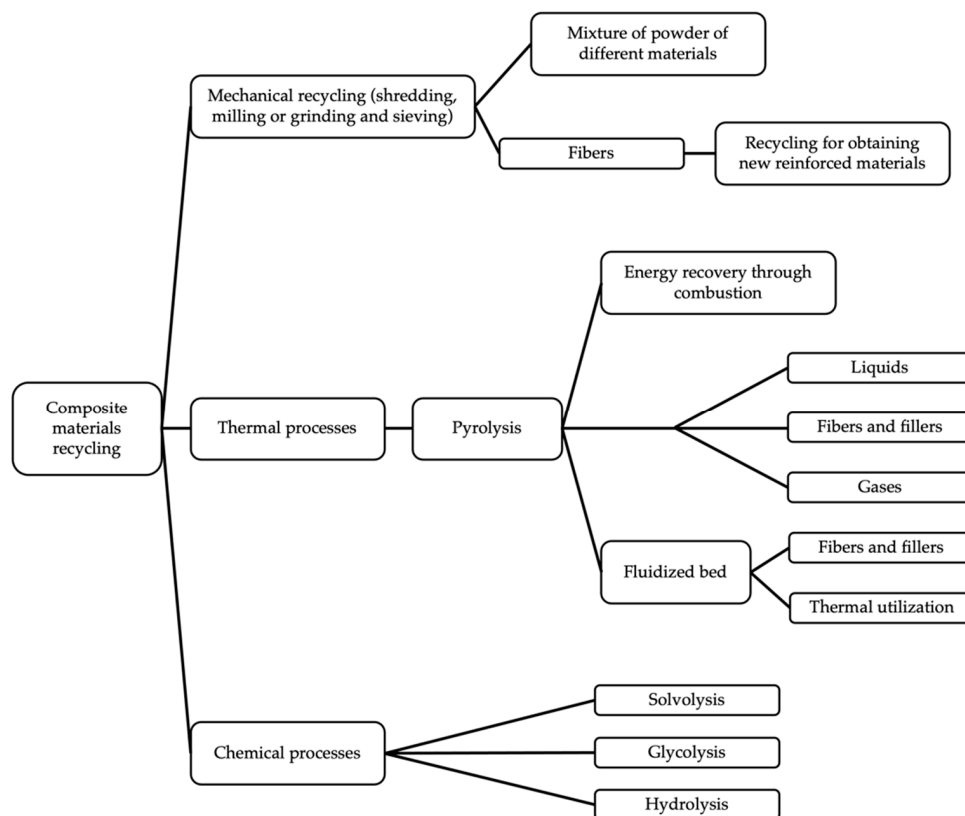 Mixture of powder of
different materials
Mechanical recycling (shredding,
milling or grinding and sieving)
Fibers
Recycling for obtaining
new reinforced materials
Energy recovery through
combustion
Liquids
Composite
materials
recycling
Thermal processes
Pyrolysis
Fibers and fillers
Gases
Fluidized bed
Fibers and fillers
Thermal utilization
Chemical processes
Solvolysis
Glycolysis
Hydrolysis